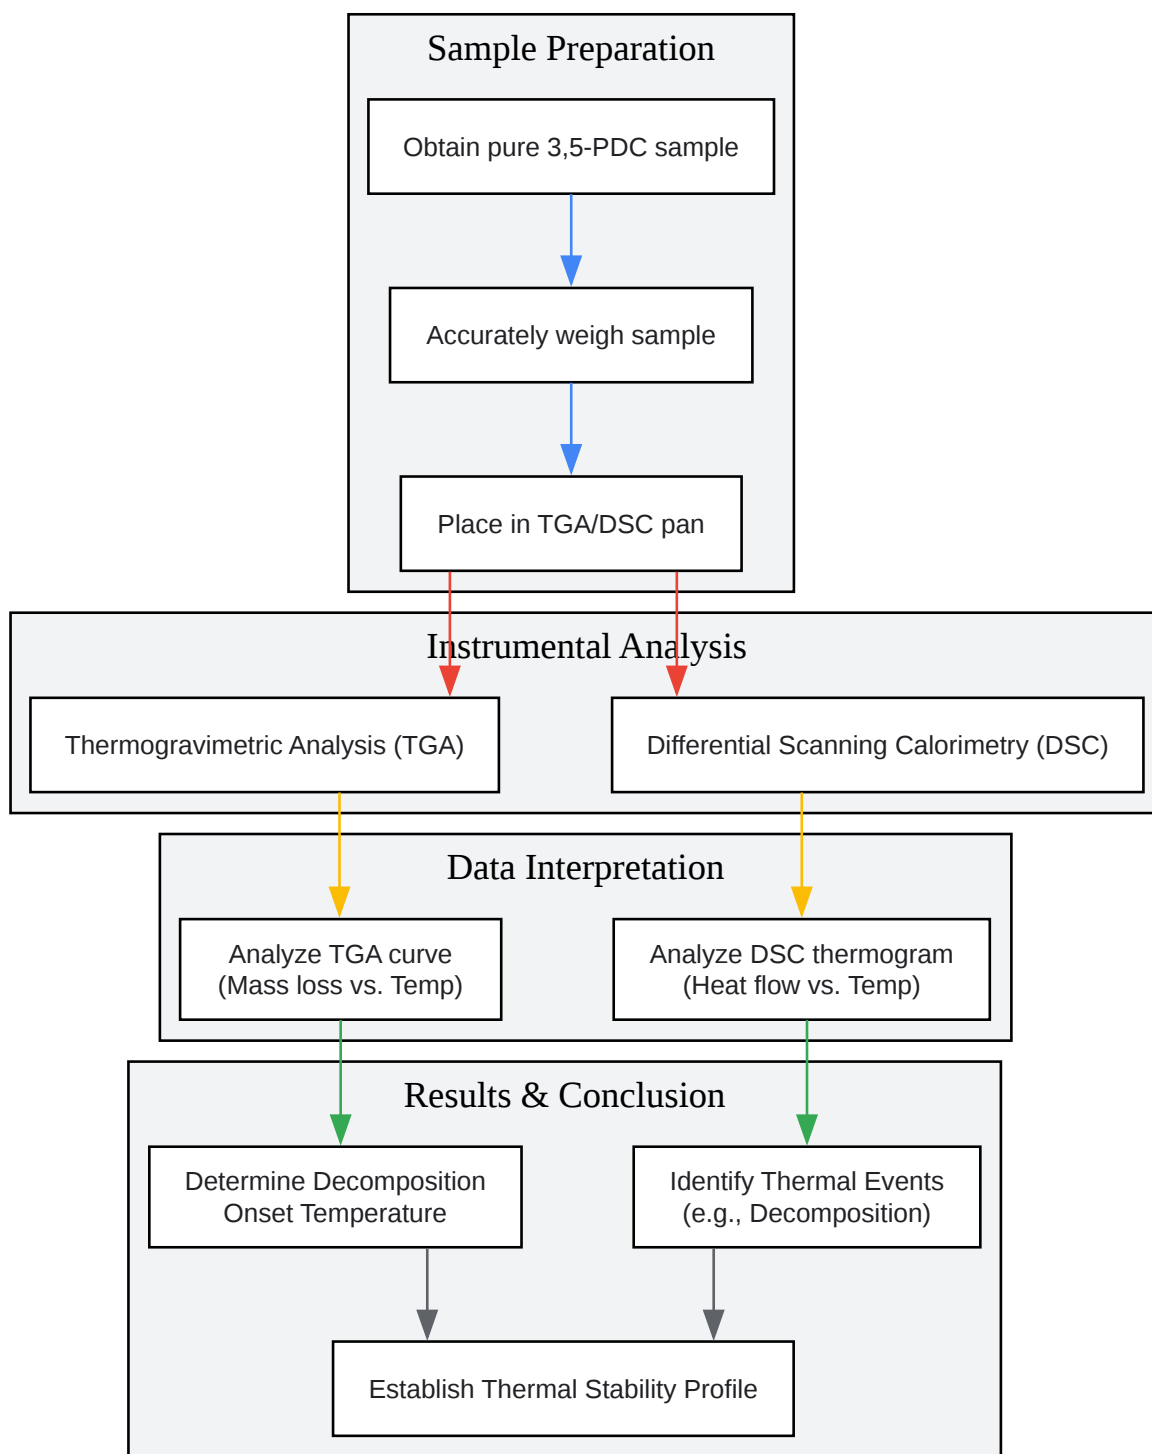 Sample Preparation
Obtain pure 3,5-PDC sample
Accurately weigh sample
Place in TGA/DSC pan
Instrumental Analysis
Thermogravimetric Analysis (TGA)
Differential Scanning Calorimetry (DSC)
Data Interpretation
Analyze TGA curve
(Mass loss vs. Temp)
Analyze DSC thermogram
(Heat flow vs. Temp)
Results & Conclusion
Determine Decomposition
Onset Temperature
Identify Thermal Events
(e.g., Decomposition)
Establish Thermal Stability Profile